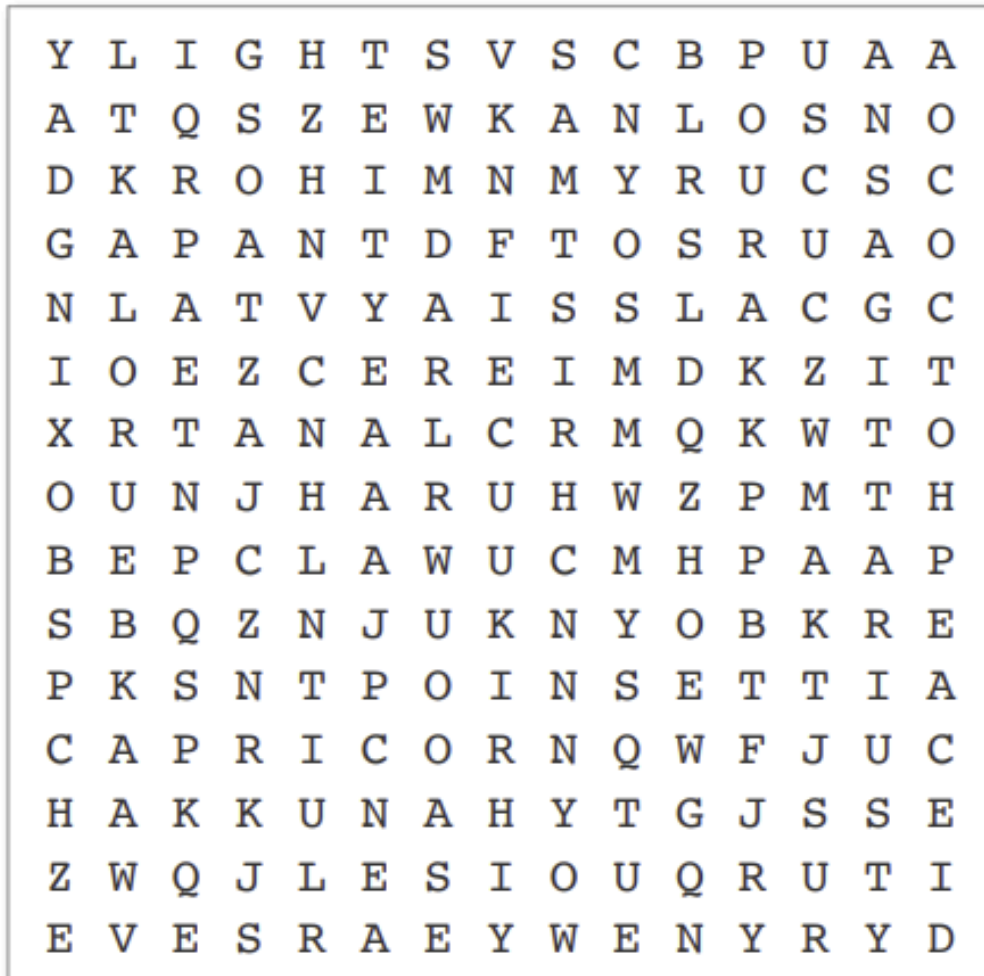 Y L I G H T S V S C B P U A A
A T Q S Z E W K A N L O S N O
D K R O H I M N M Y R U C S C
G A P A N T D F T O S R U A O
N L A T V Y A I S S L A C G C
I O E Z C E R E I M D K Z I T
X R T A N A L C R M Q K W T O
O U N J H A R U H W Z P M T H
B E P C L A W U C M H P A A P
S B Q Z N J U K N Y O B K R E
P K S N T P O I N S E T T I A
C A P R I C O R N Q W F J U C
H A K K U N A H Y T G J S S E
Z W Q J L E S I O U Q R U T I
E V E S R A E Y W E N Y R Y D